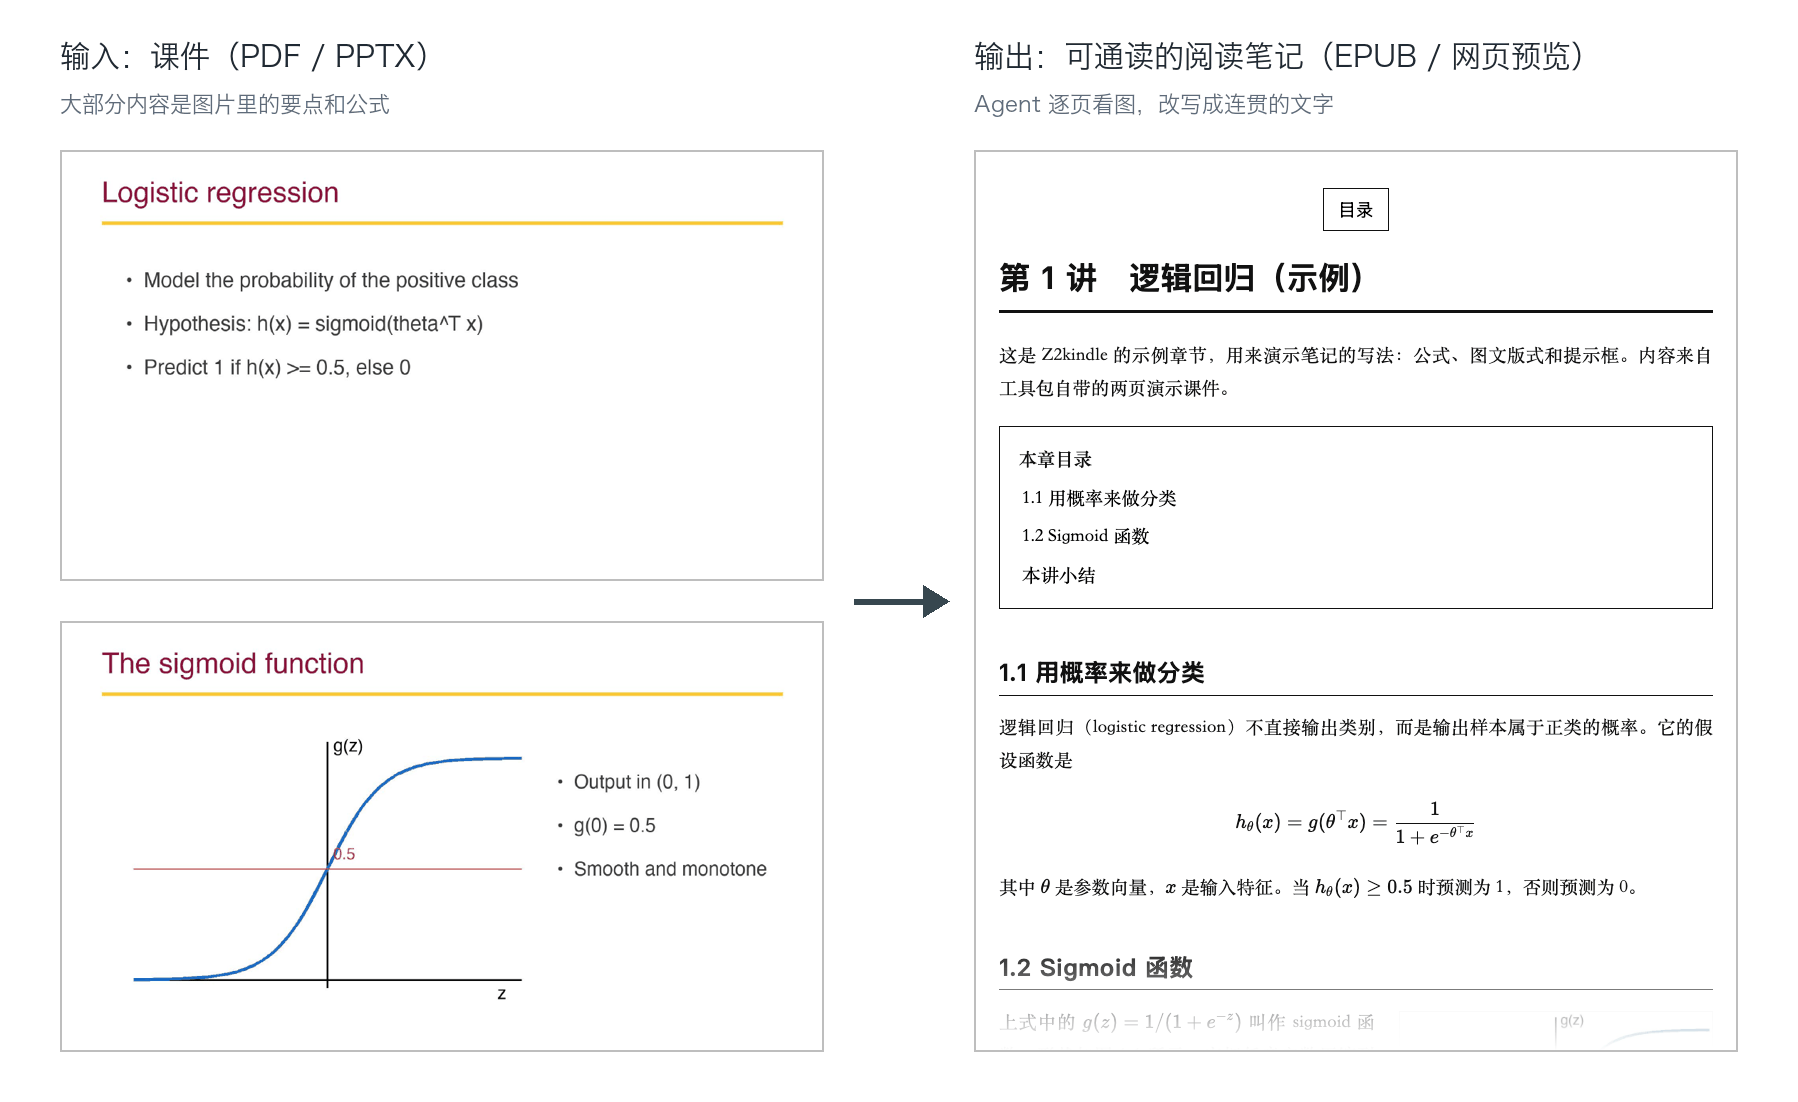 输入：课件（PDF / PPTX）
大部分内容是图片里的要点和公式
Logistic regression
• Model the probability of the positive class
• Hypothesis: h(x) = sigmoid(theta^T x)
• Predict 1 if h(x) >= 0.5, else 0
The sigmoid function
g(z)
0.5
z
• Output in (0, 1)
• g(0) = 0.5
• Smooth and monotone
输出：可通读的阅读笔记（EPUB / 网页预览）
Agent 逐页看图，改写成连贯的文字
目录
第 1 讲　逻辑回归（示例）
这是 Z2kindle 的示例章节，用来演示笔记的写法：公式、图文版式和提示框。内容来自
工具包自带的两页演示课件。
本章目录
1.1 用概率来做分类
1.2 Sigmoid 函数
本讲小结
1.1 用概率来做分类
逻辑回归（logistic regression）不直接输出类别，而是输出样本属于正类的概率。它的假
设函数是
h_θ(x) = g(θ^⊤ x) = 1 / (1 + e^{−θ^⊤ x})
其中 θ 是参数向量，x 是输入特征。当 h_θ(x) ≥ 0.5 时预测为 1，否则预测为 0。
1.2 Sigmoid 函数
上式中的 g(z) = 1/(1 + e^{−z}) 叫作 sigmoid 函
g(z)